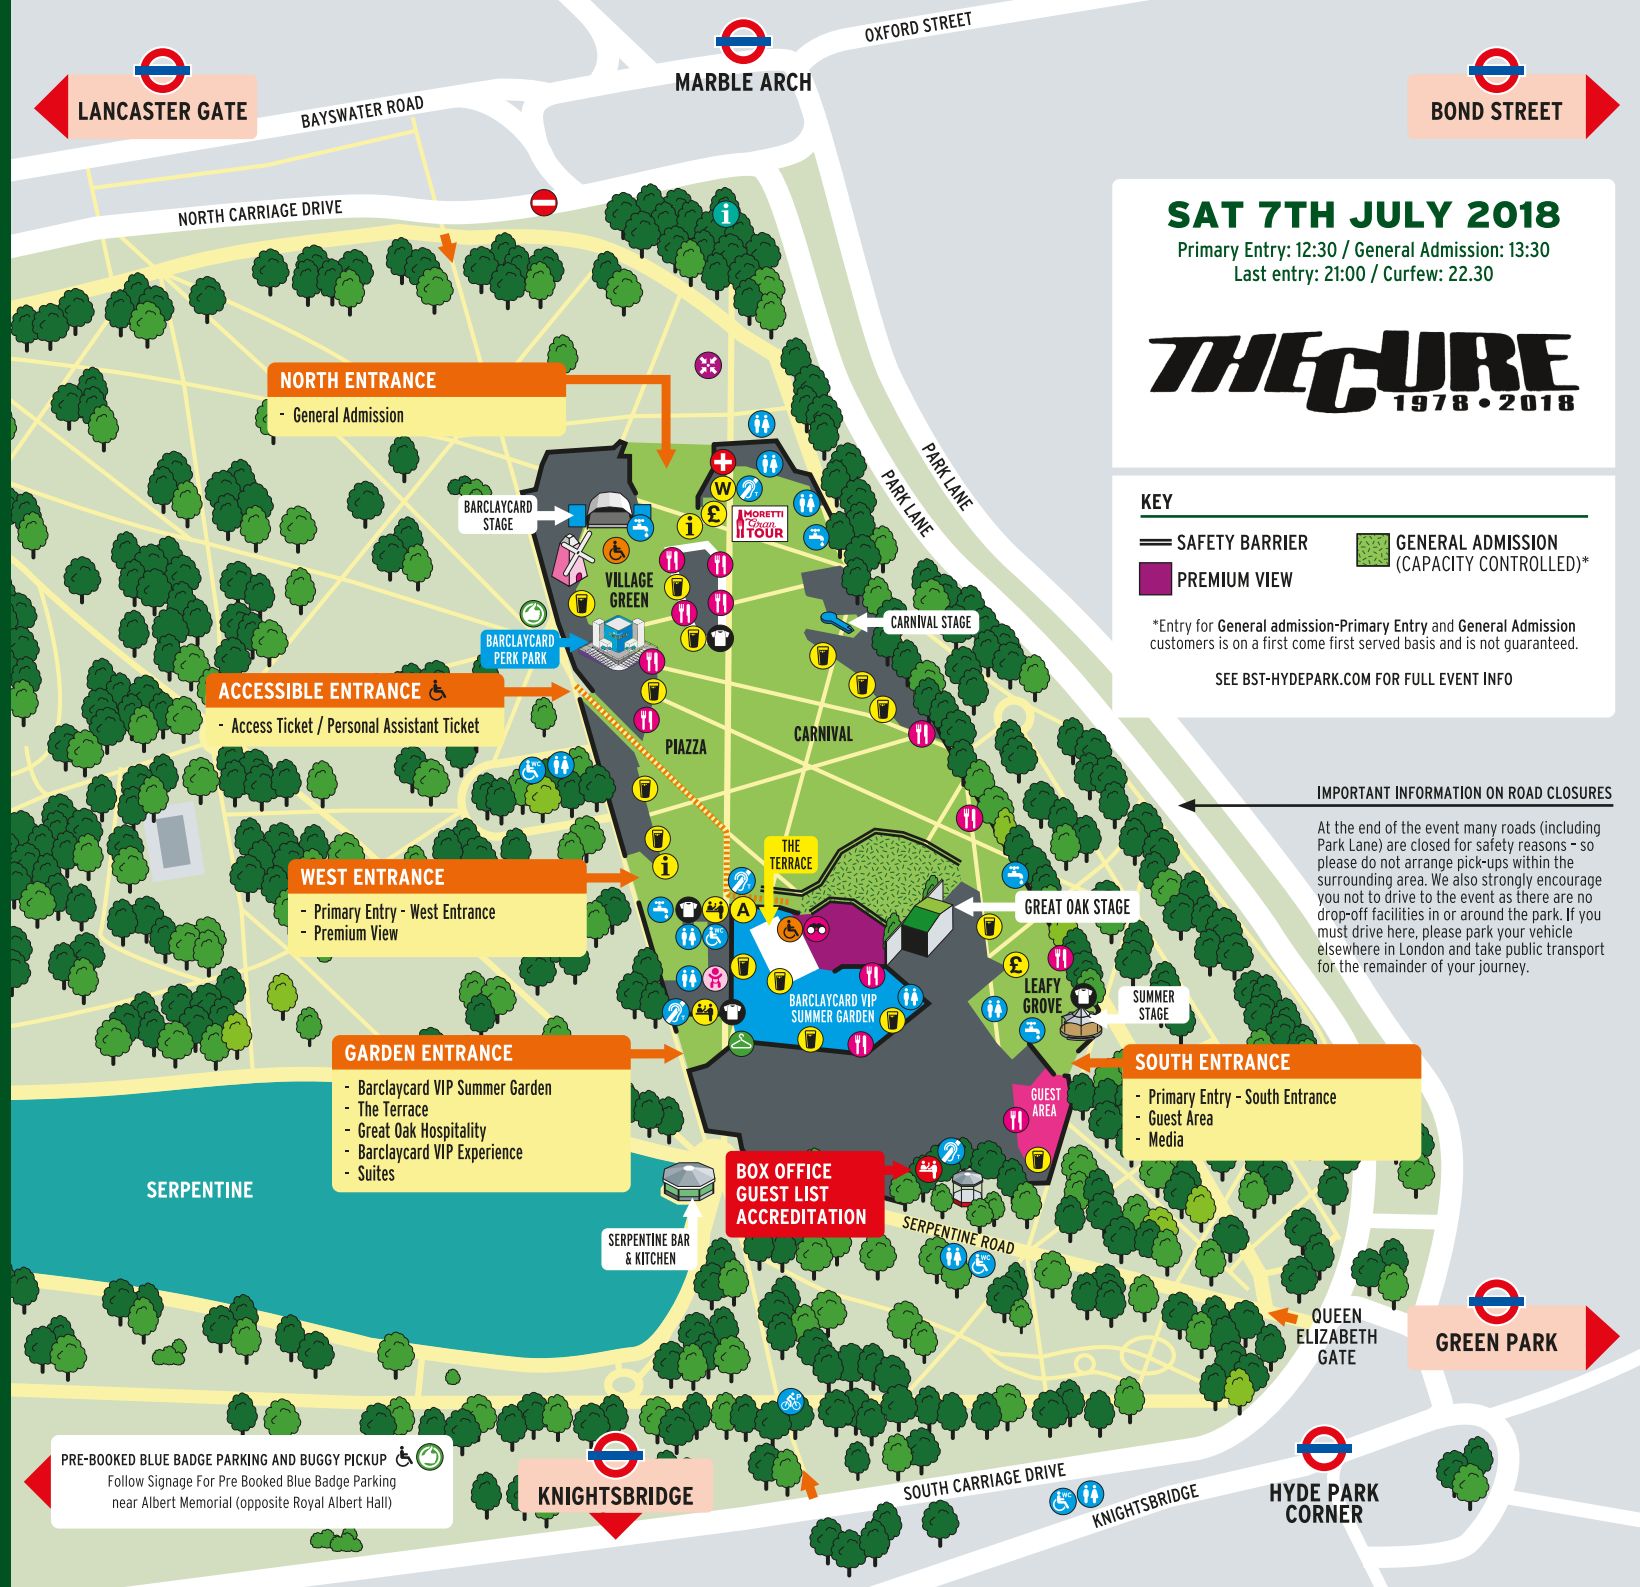 OXFORD STREET
MARBLE ARCH
LANCASTER GATE
BAYSWATER ROAD
BOND STREET
NORTH CARRIAGE DRIVE
i
SAT 7TH JULY 2018
Primary Entry: 12:30 / General Admission: 13:30
Last entry: 21:00 / Curfew: 22.30
THE CURE
1978 • 2018
KEY
SAFETY BARRIER
GENERAL ADMISSION
(CAPACITY CONTROLLED)*
PREMIUM VIEW
*Entry for General admission-Primary Entry and General Admission
customers is on a first come first served basis and is not guaranteed.
SEE BST-HYDEPARK.COM FOR FULL EVENT INFO
IMPORTANT INFORMATION ON ROAD CLOSURES
At the end of the event many roads (including
Park Lane) are closed for safety reasons - so
please do not arrange pick-ups within the
surrounding area. We also strongly encourage
you not to drive to the event as there are no
drop-off facilities in or around the park. If you
must drive here, please park your vehicle
elsewhere in London and take public transport
for the remainder of your journey.
NORTH ENTRANCE
- General Admission
PARK LANE
PARK LANE
BARCLAYCARD
STAGE
W
T
£
i
MORETTI
Gran
TOUR
VILLAGE
GREEN
BARCLAYCARD
PERK PARK
CARNIVAL STAGE
ACCESSIBLE ENTRANCE
- Access Ticket / Personal Assistant Ticket
PIAZZA
CARNIVAL
WC
THE
TERRACE
WEST ENTRANCE
- Primary Entry - West Entrance
- Premium View
i
T
A
WC
GREAT OAK STAGE
£
LEAFY
GROVE
SUMMER
STAGE
BARCLAYCARD VIP
SUMMER GARDEN
T
GARDEN ENTRANCE
- Barclaycard VIP Summer Garden
- The Terrace
- Great Oak Hospitality
- Barclaycard VIP Experience
- Suites
SOUTH ENTRANCE
- Primary Entry - South Entrance
- Guest Area
- Media
GUEST
AREA
SERPENTINE
BOX OFFICE
GUEST LIST
ACCREDITATION
T
SERPENTINE BAR
& KITCHEN
SERPENTINE ROAD
WC
QUEEN
ELIZABETH
GATE
GREEN PARK
P
PRE-BOOKED BLUE BADGE PARKING AND BUGGY PICKUP
Follow Signage For Pre Booked Blue Badge Parking
near Albert Memorial (opposite Royal Albert Hall)
KNIGHTSBRIDGE
SOUTH CARRIAGE DRIVE
WC
KNIGHTSBRIDGE
HYDE PARK
CORNER